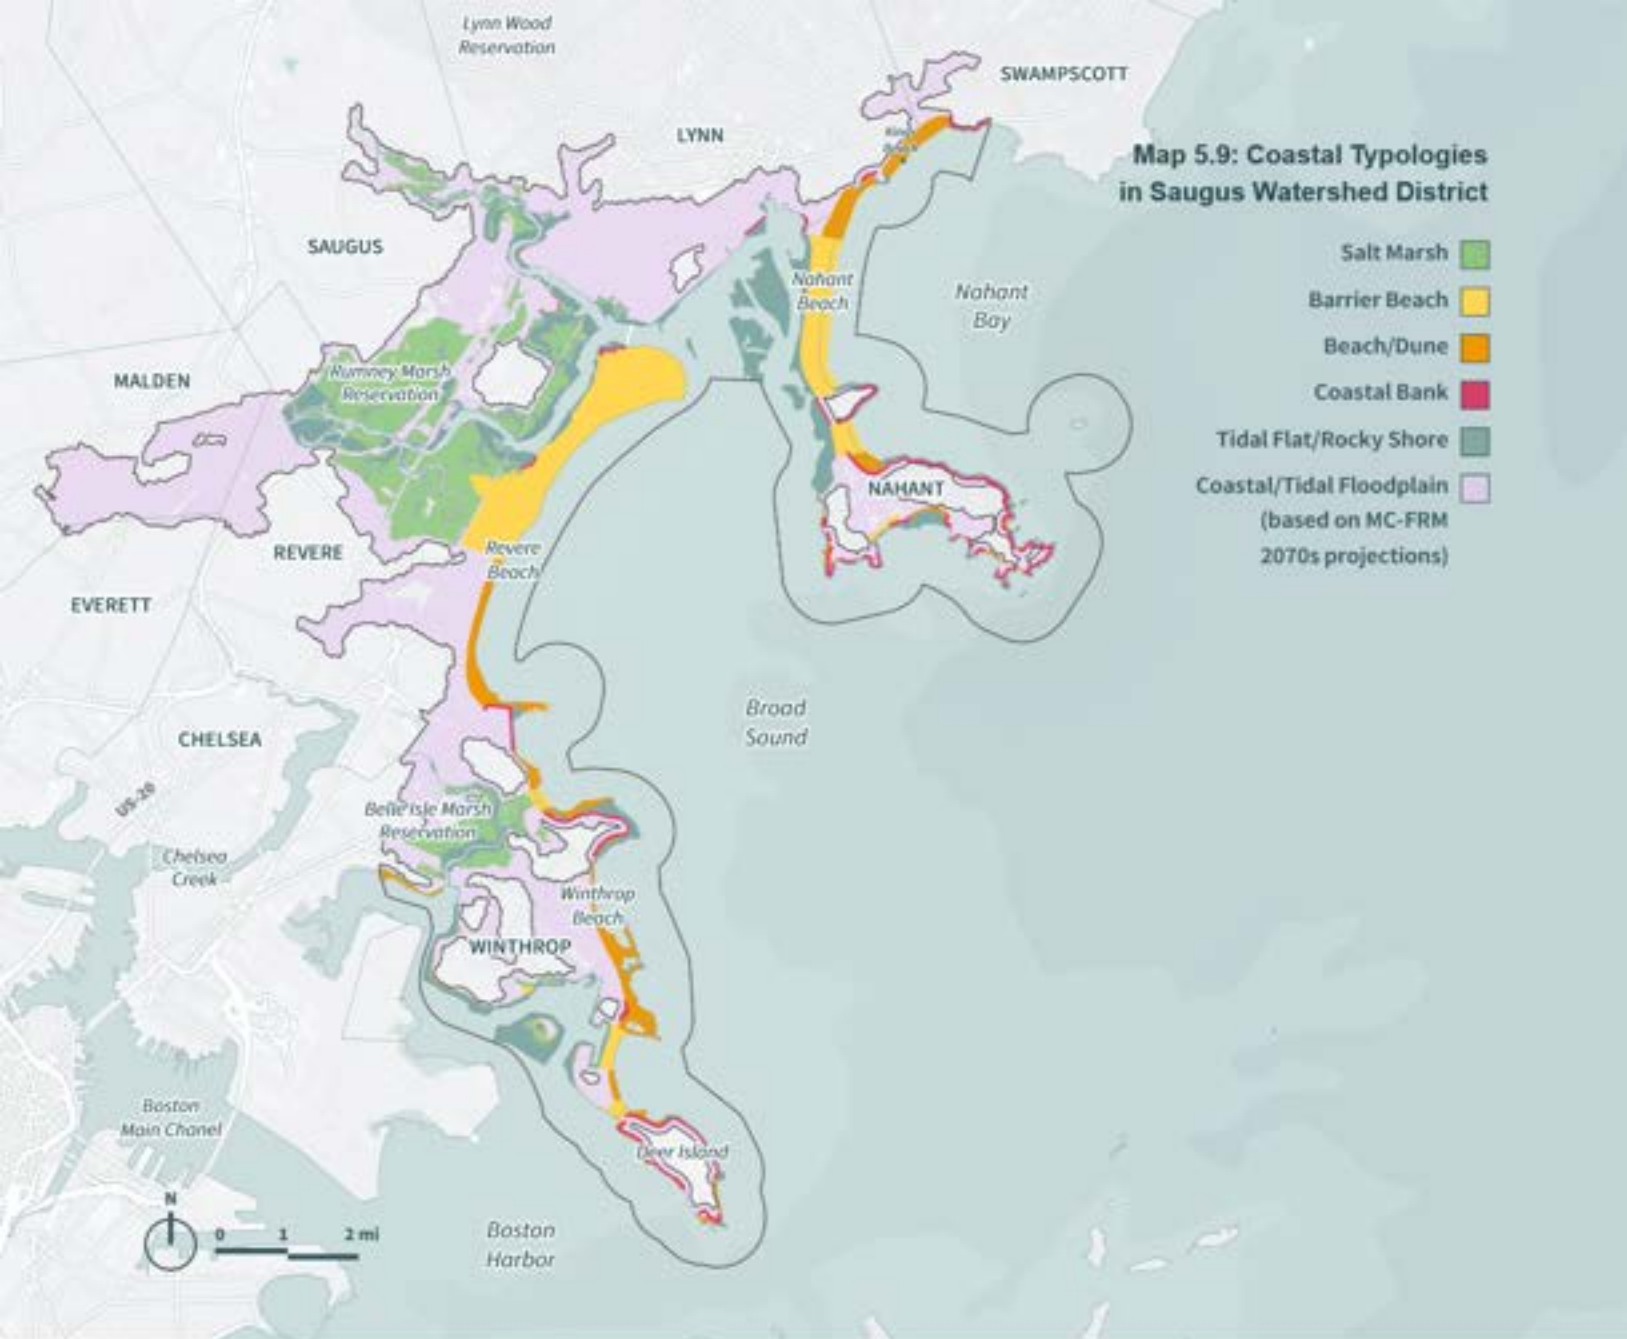 Lynn Wood
Reservation
SWAMPSCOTT
LYNN
Map 5.9: Coastal Typologies
in Saugus Watershed District
SAUGUS
Salt Marsh
Nahant
Beach
Nahant
Bay
Barrier Beach
Beach/Dune
MALDEN
Rumney Marsh
Reservation
Coastal Bank
Tidal Flat/Rocky Shore
NAHANT
Coastal/Tidal Floodplain
(based on MC-FRM
2070s projections)
REVERE
Revere
Beach
EVERETT
Broad
Sound
CHELSEA
US-20
Belle Isle Marsh
Reservation
Chelsea
Creek
Winthrop
Beach
WINTHROP
Boston
Main Chanel
Deer Island
N
0 1 2 mi
Boston
Harbor